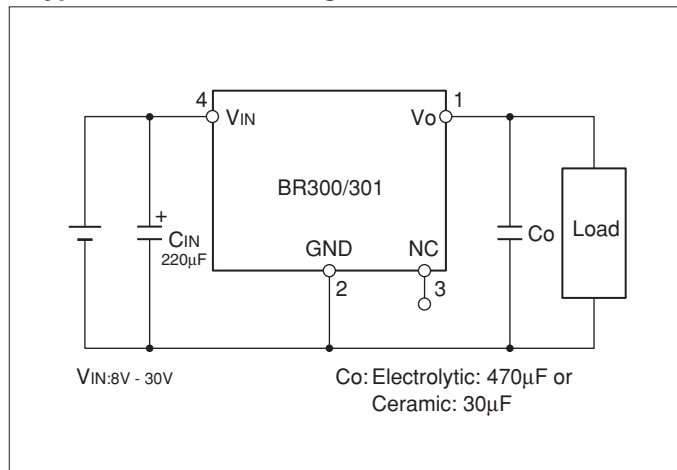 4
VIN
Vo
1
BR300/301
+
CIN
220µF
GND
NC
2
3
Co
Load
VIN:8V - 30V
Co: Electrolytic: 470µF or
Ceramic: 30µF